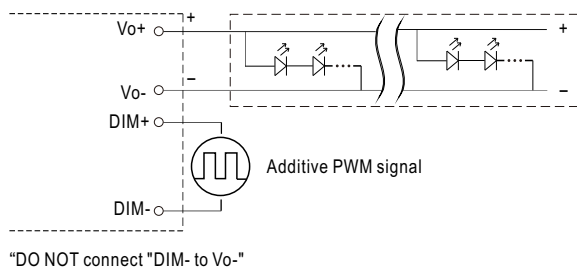 Vo+
+
+
Vo-
−
−
DIM+
Additive PWM signal
DIM-
“DO NOT connect "DIM- to Vo-"